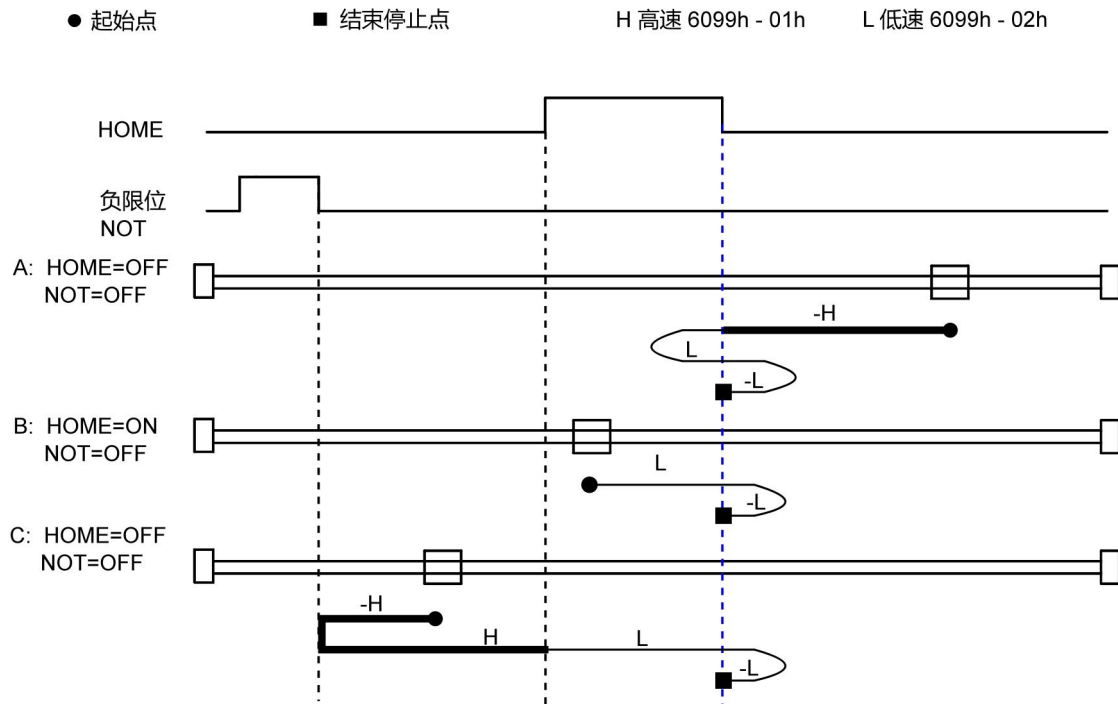 ● 起始点 ■ 结束停止点 H 高速 6099h - 01h L 低速 6099h - 02h
HOME
负限位
NOT
A: HOME=OFF
NOT=OFF
-H
L
-L
B: HOME=ON
NOT=OFF
L
-L
C: HOME=OFF
NOT=OFF
-H
H L
-L